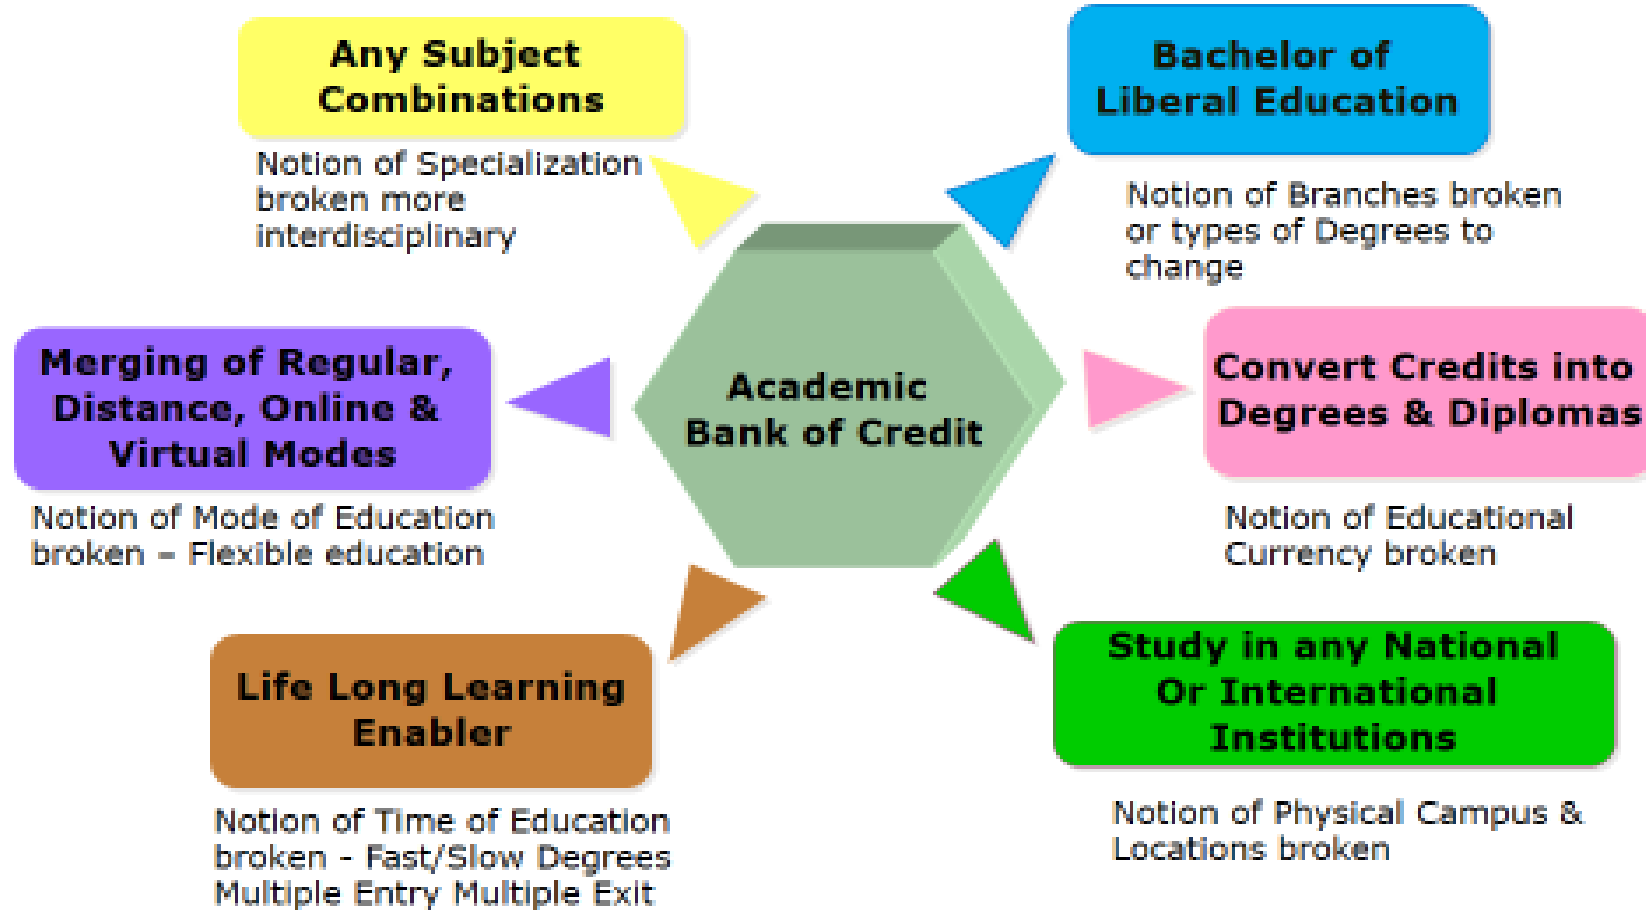 Any Subject
Combinations
Notion of Specialization
broken more
interdisciplinary
Bachelor of
Liberal Education
Notion of Branches broken
or types of Degrees to
change
Merging of Regular,
Distance, Online &
Virtual Modes
Notion of Mode of Education
broken – Flexible education
Academic
Bank of Credit
Convert Credits into
Degrees & Diplomas
Notion of Educational
Currency broken
Life Long Learning
Enabler
Notion of Time of Education
broken - Fast/Slow Degrees
Multiple Entry Multiple Exit
Study in any National
Or International
Institutions
Notion of Physical Campus &
Locations broken